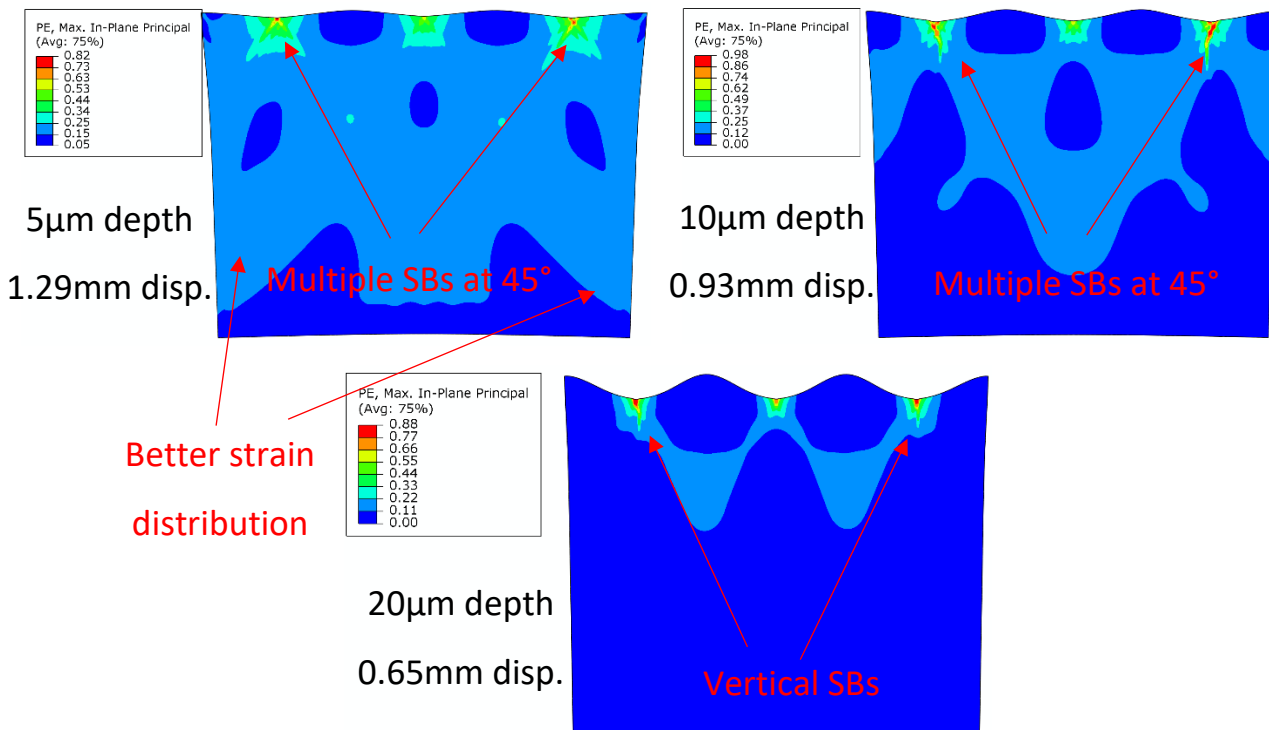 PE, Max. In-Plane Principal
(Avg: 75%)
0.82
0.73
0.63
0.53
0.44
0.34
0.25
0.15
0.05
5µm depth
1.29mm disp.
Multiple SBs at 45°
PE, Max. In-Plane Principal
(Avg: 75%)
0.98
0.86
0.74
0.62
0.49
0.37
0.25
0.12
0.00
10µm depth
0.93mm disp.
Multiple SBs at 45°
Better strain
distribution
PE, Max. In-Plane Principal
(Avg: 75%)
0.88
0.77
0.66
0.55
0.44
0.33
0.22
0.11
0.00
20µm depth
0.65mm disp.
Vertical SBs